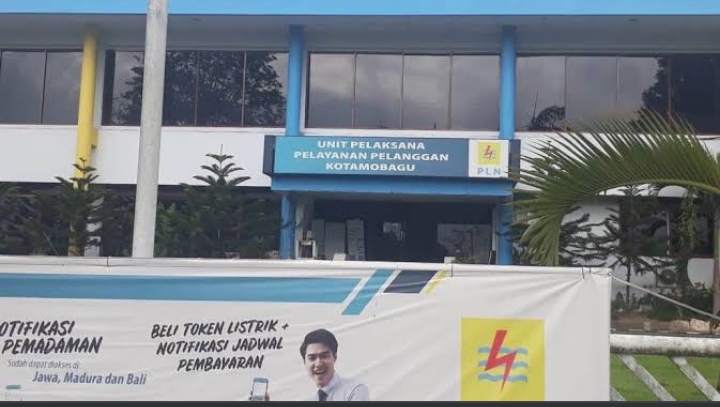 UNIT PELAKSANA
PELAYANAN PELANGGAN
KOTAMOBAGU
PLN
OTIFIKASI
PEMADAMAN
Sudah dapat diakses di :
Jawa, Madura dan Bali
BELI TOKEN LISTRIK +
NOTIFIKASI JADWAL
PEMBAYARAN